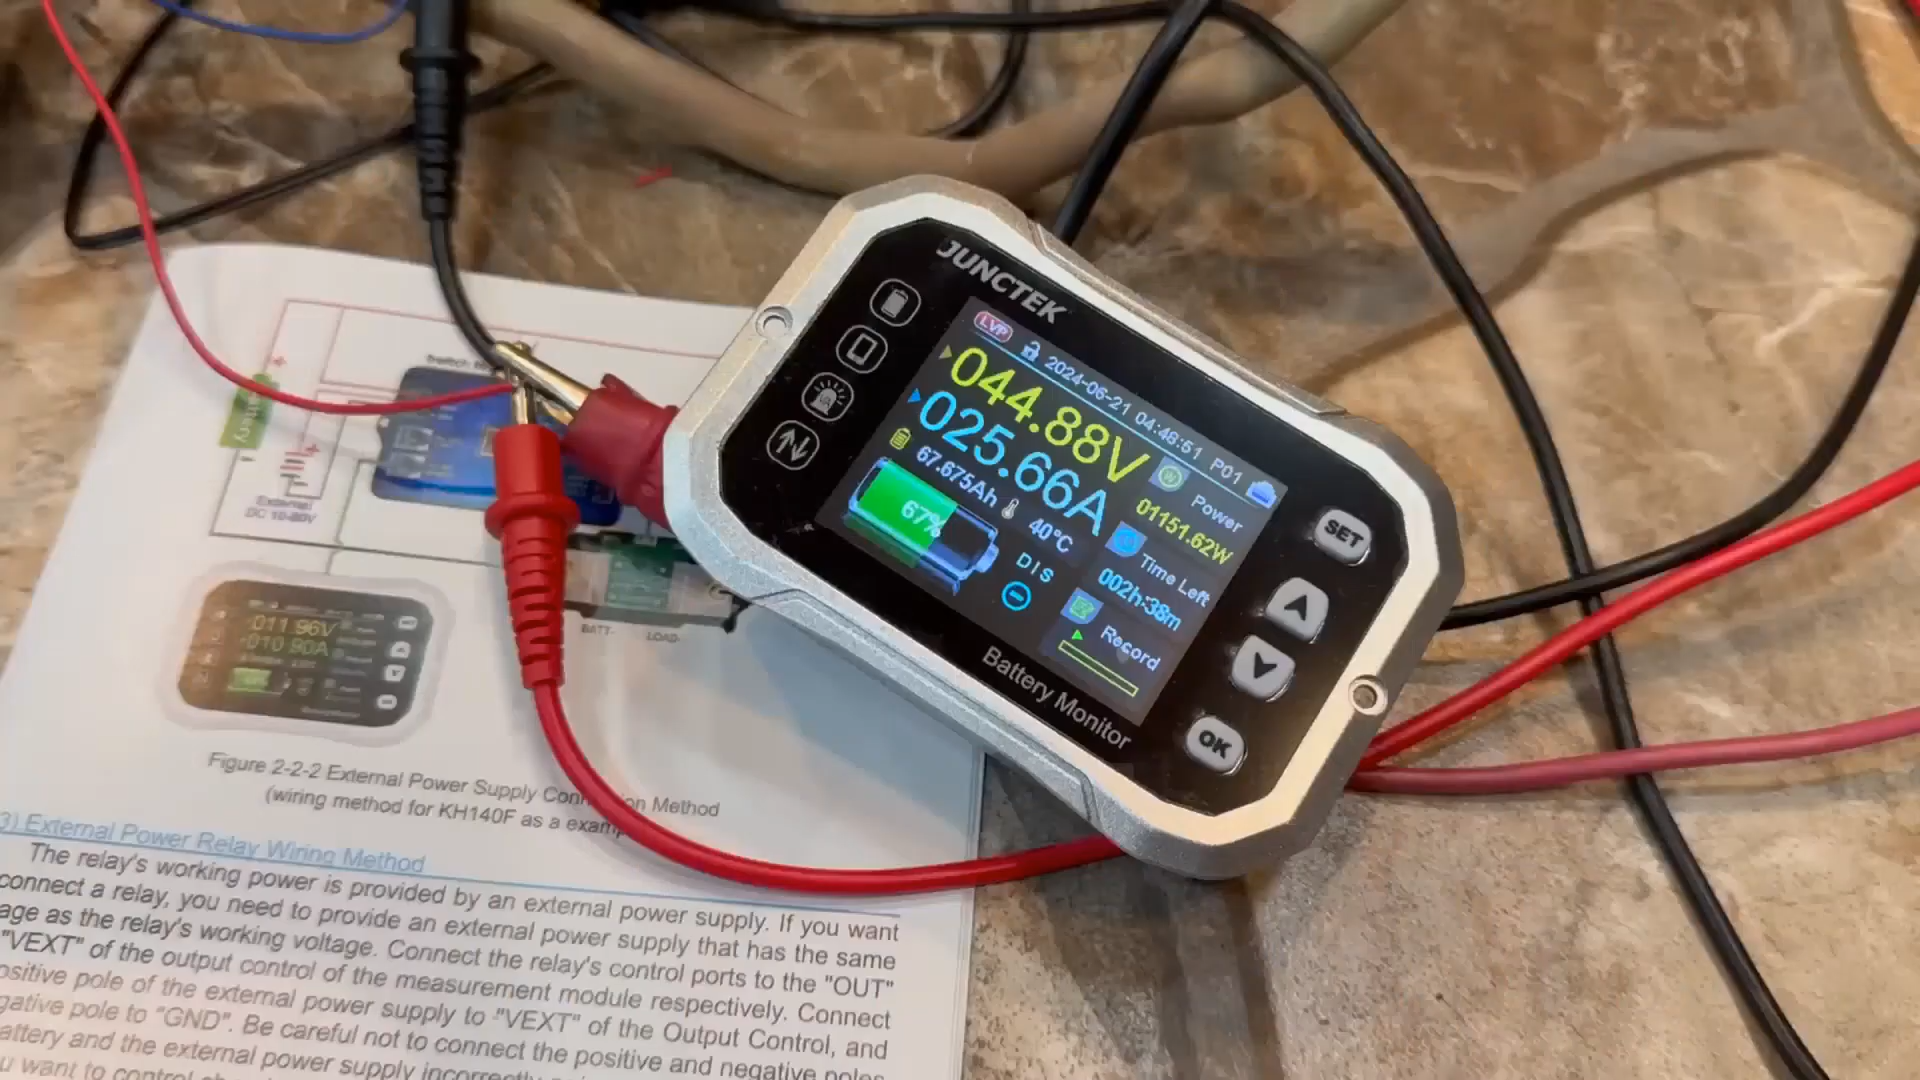 JUNCTEK
LVP
2024-06-21 04:48:51 P01
044.88V
025.66A
67.675Ah 40°C
67%
DIS
Power
01151.62W
Time Left
002h:38m
Record
Battery Monitor
SET
OK
External
DC 10-80V
BATT- LOAD-
011.96V
010.90A
Figure 2-2-2 External Power Supply Method
(wiring method for KH140F as a
3) External Power Relay Wiring Method
The relay's working power is provided by an external power supply. If you want
connect a relay, you need to provide an external power supply that has the same
age as the relay's working voltage. Connect the relay's control ports to the "OUT"
"VEXT" of the output control of the measurement module respectively. Connect
ositive pole of the external power supply to "VEXT" of the Output Control, and
gative pole to "GND". Be careful not to connect the positive and negative poles
attery and the external power supply incorrectly
u want to control